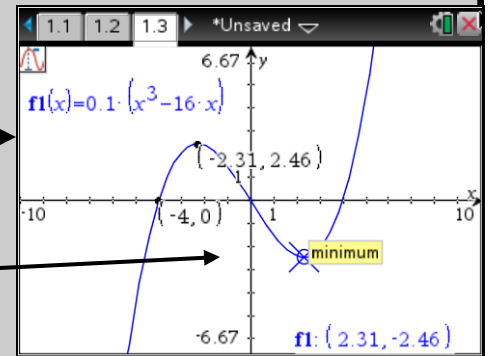 1.1 1.2 1.3 *Unsaved
6.67 y
f1(x)=0.1·(x³−16·x)
(-2.31, 2.46)
1
x
-10 (-4, 0) 1 10
minimum
-6.67 f1: (2.31, -2.46)